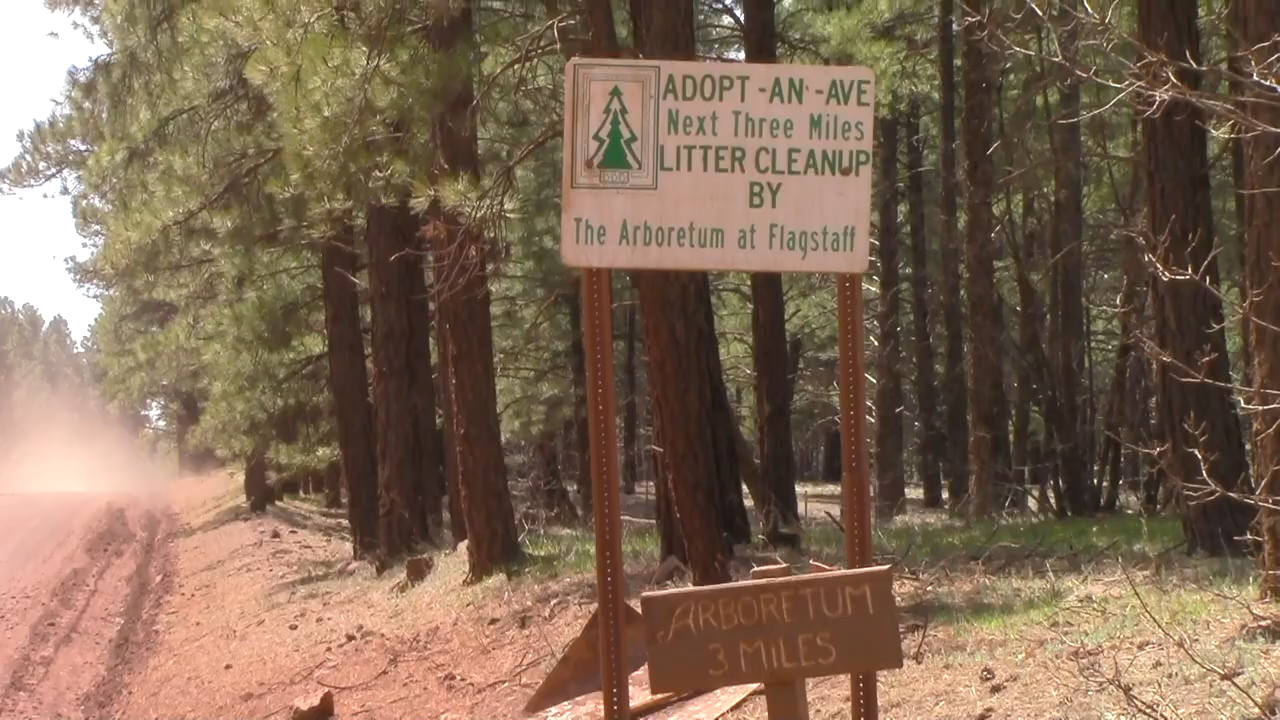 ADOPT-AN-AVE
Next Three Miles
LITTER CLEANUP
BY
The Arboretum at Flagstaff
ARBORETUM
3 MILES